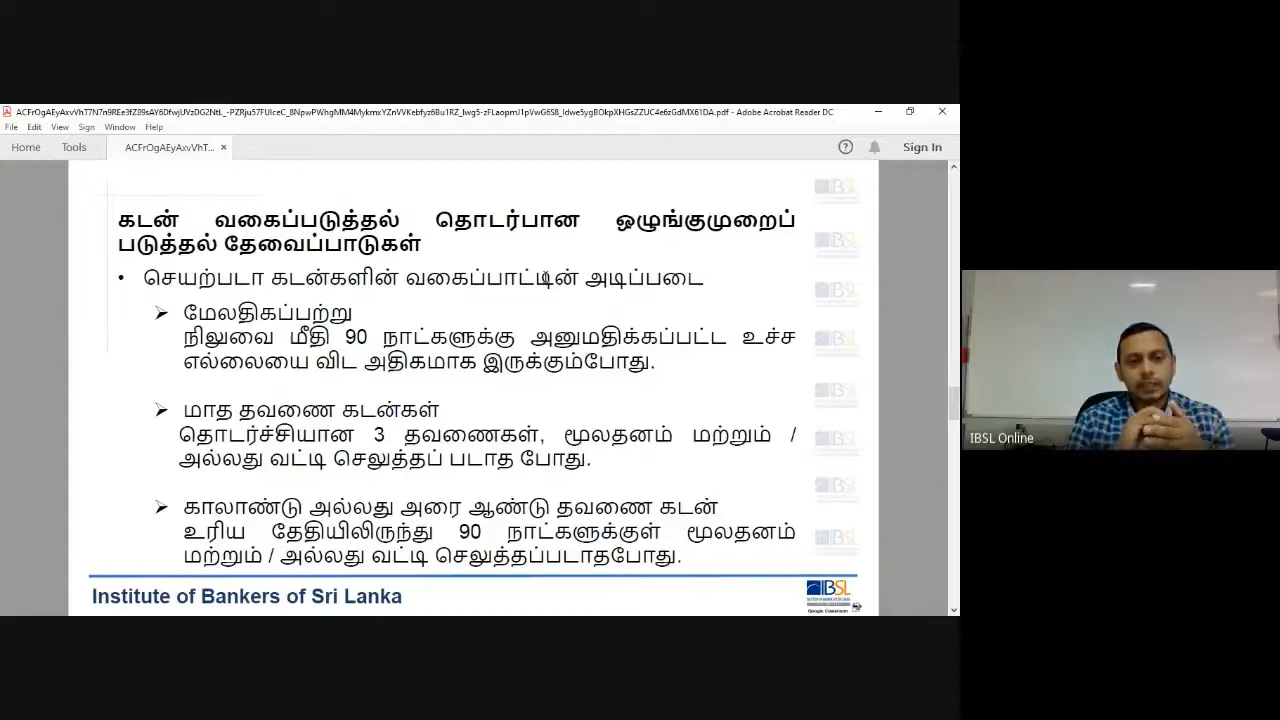 File Edit View Sign Window Help
Home Tools ACFrOgAEyAxvVhT... × Sign In
கடன் வகைப்படுத்தல் தொடர்பான ஒழுங்குமுறைப்
படுத்தல் தேவைப்பாடுகள்
• செயற்படா கடன்களின் வகைப்பாட்டின் அடிப்படை
➢ மேலதிகப்பற்று
நிலுவை மீதி 90 நாட்களுக்கு அனுமதிக்கப்பட்ட உச்ச
எல்லையை விட அதிகமாக இருக்கும்போது.
➢ மாத தவணை கடன்கள்
தொடர்ச்சியான 3 தவணைகள், மூலதனம் மற்றும் /
அல்லது வட்டி செலுத்தப் படாத போது.
➢ காலாண்டு அல்லது அரை ஆண்டு தவணை கடன்
உரிய தேதியிலிருந்து 90 நாட்களுக்குள் மூலதனம்
மற்றும் / அல்லது வட்டி செலுத்தப்படாதபோது.
Institute of Bankers of Sri Lanka
IBSL
Google Classroom
IBSL Online